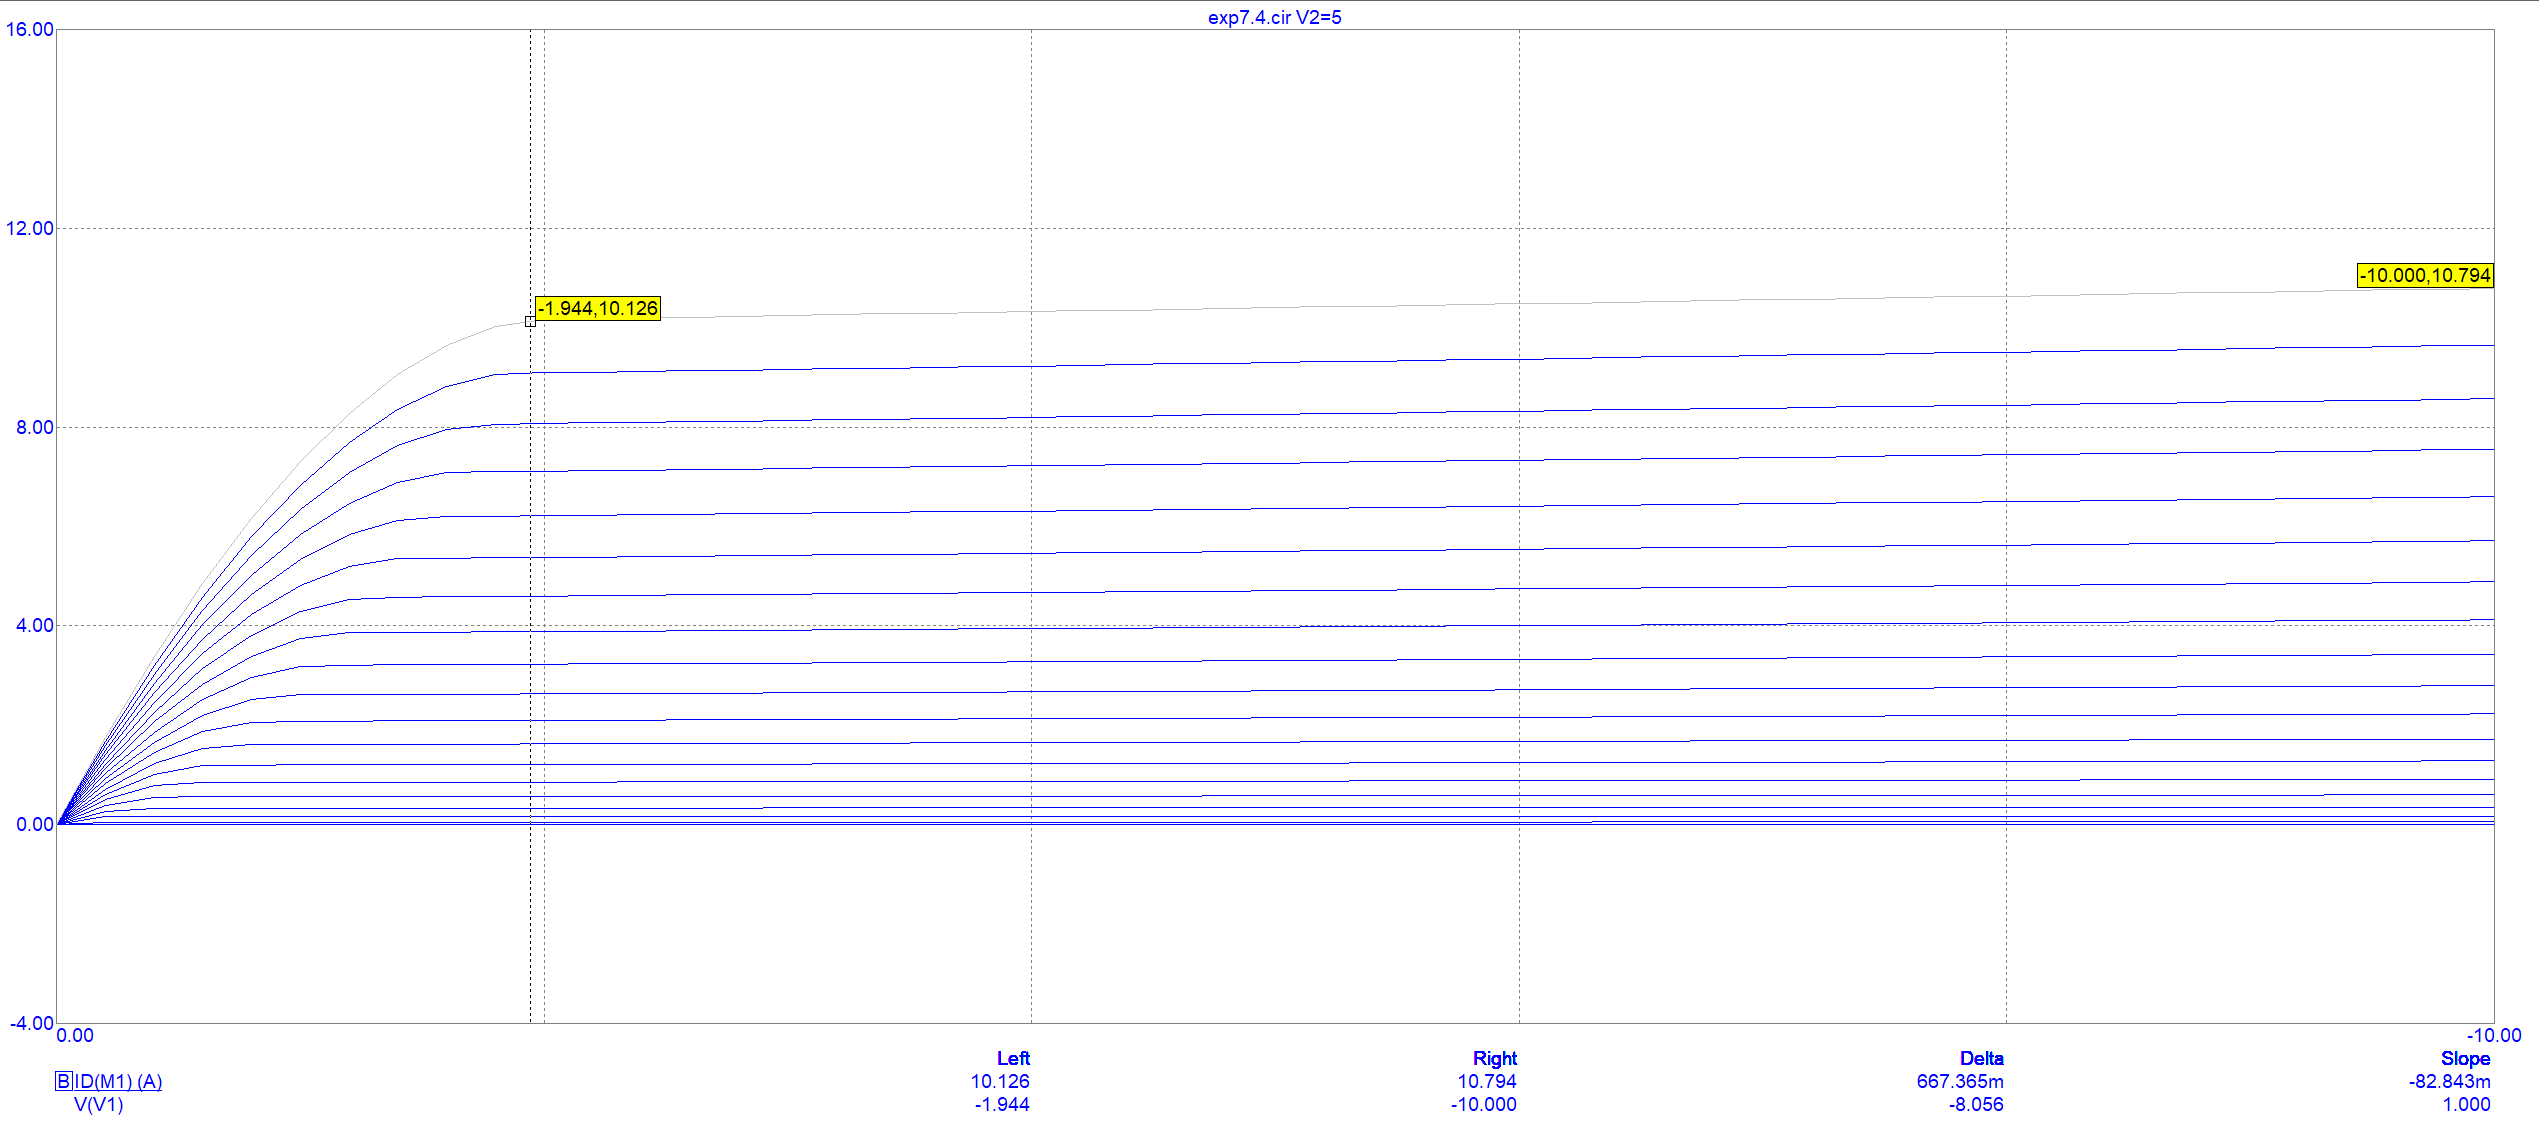 exp7.4.cir V2=5
16.00
12.00
-10.000,10.794
-1.944,10.126
8.00
4.00
0.00
-4.00
0.00 -10.00
Left Right Delta Slope
B ID(M1) (A) 10.126 10.794 667.365m -82.843m
V(V1) -1.944 -10.000 -8.056 1.000